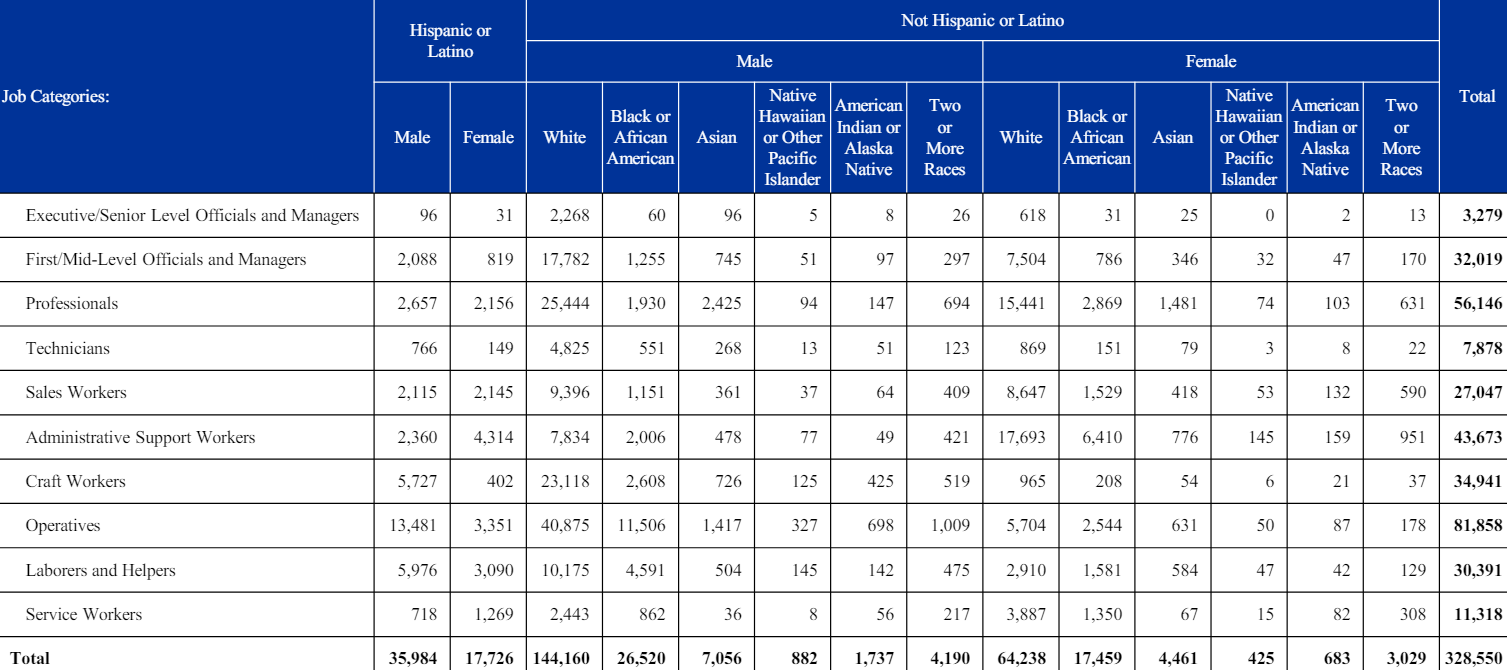 Job Categories:
Hispanic or
Latino
Not Hispanic or Latino
Male
Female
Total
Male
Female
White
Black or
African
American
Asian
Native
Hawaiian
or Other
Pacific
Islander
American
Indian or
Alaska
Native
Two
or
More
Races
White
Black or
African
American
Asian
Native
Hawaiian
or Other
Pacific
Islander
American
Indian or
Alaska
Native
Two
or
More
Races
Executive/Senior Level Officials and Managers 96 31 2,268 60 96 5 8 26 618 31 25 0 2 13 3,279
First/Mid-Level Officials and Managers 2,088 819 17,782 1,255 745 51 97 297 7,504 786 346 32 47 170 32,019
Professionals 2,657 2,156 25,444 1,930 2,425 94 147 694 15,441 2,869 1,481 74 103 631 56,146
Technicians 766 149 4,825 551 268 13 51 123 869 151 79 3 8 22 7,878
Sales Workers 2,115 2,145 9,396 1,151 361 37 64 409 8,647 1,529 418 53 132 590 27,047
Administrative Support Workers 2,360 4,314 7,834 2,006 478 77 49 421 17,693 6,410 776 145 159 951 43,673
Craft Workers 5,727 402 23,118 2,608 726 125 425 519 965 208 54 6 21 37 34,941
Operatives 13,481 3,351 40,875 11,506 1,417 327 698 1,009 5,704 2,544 631 50 87 178 81,858
Laborers and Helpers 5,976 3,090 10,175 4,591 504 145 142 475 2,910 1,581 584 47 42 129 30,391
Service Workers 718 1,269 2,443 862 36 8 56 217 3,887 1,350 67 15 82 308 11,318
Total 35,984 17,726 144,160 26,520 7,056 882 1,737 4,190 64,238 17,459 4,461 425 683 3,029 328,550